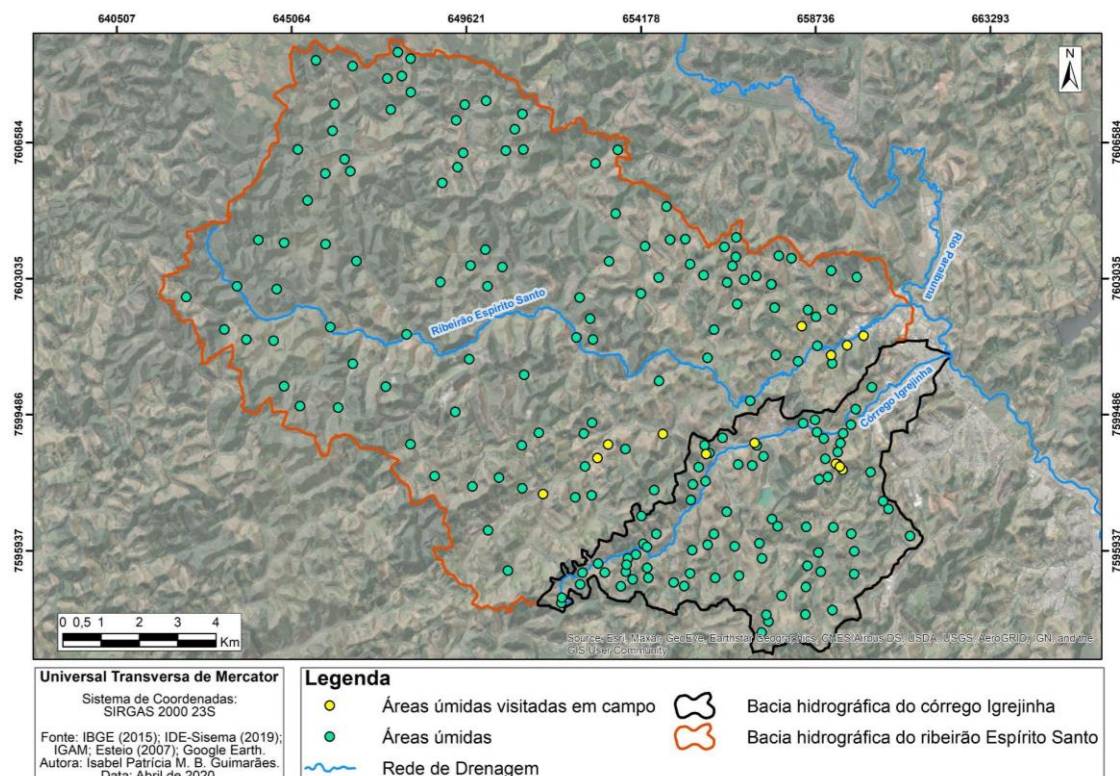 640507 645064 649621 654178 658736 663293
N
7606584 7606584
Rio Paraibuna
7603035 7603035
Ribeirão Espírito Santo
Córrego Igrejinha
7599486 7599486
7595937 7595937
0 0,5 1 2 3 4
Km
Source: Esri, Maxar, GeoEye, Earthstar Geographics, CNES/Airbus DS, USDA, USGS, AeroGRID, IGN, and the
GIS User Community
Universal Transversa de Mercator
Sistema de Coordenadas:
SIRGAS 2000 23S
Fonte: IBGE (2015); IDE-Sisema (2019);
IGAM; Esteio (2007); Google Earth.
Autora: Isabel Patrícia M. B. Guimarães.
Data: Abril de 2020
Legenda
Áreas úmidas visitadas em campo
Áreas úmidas
Rede de Drenagem
Bacia hidrográfica do córrego Igrejinha
Bacia hidrográfica do ribeirão Espírito Santo